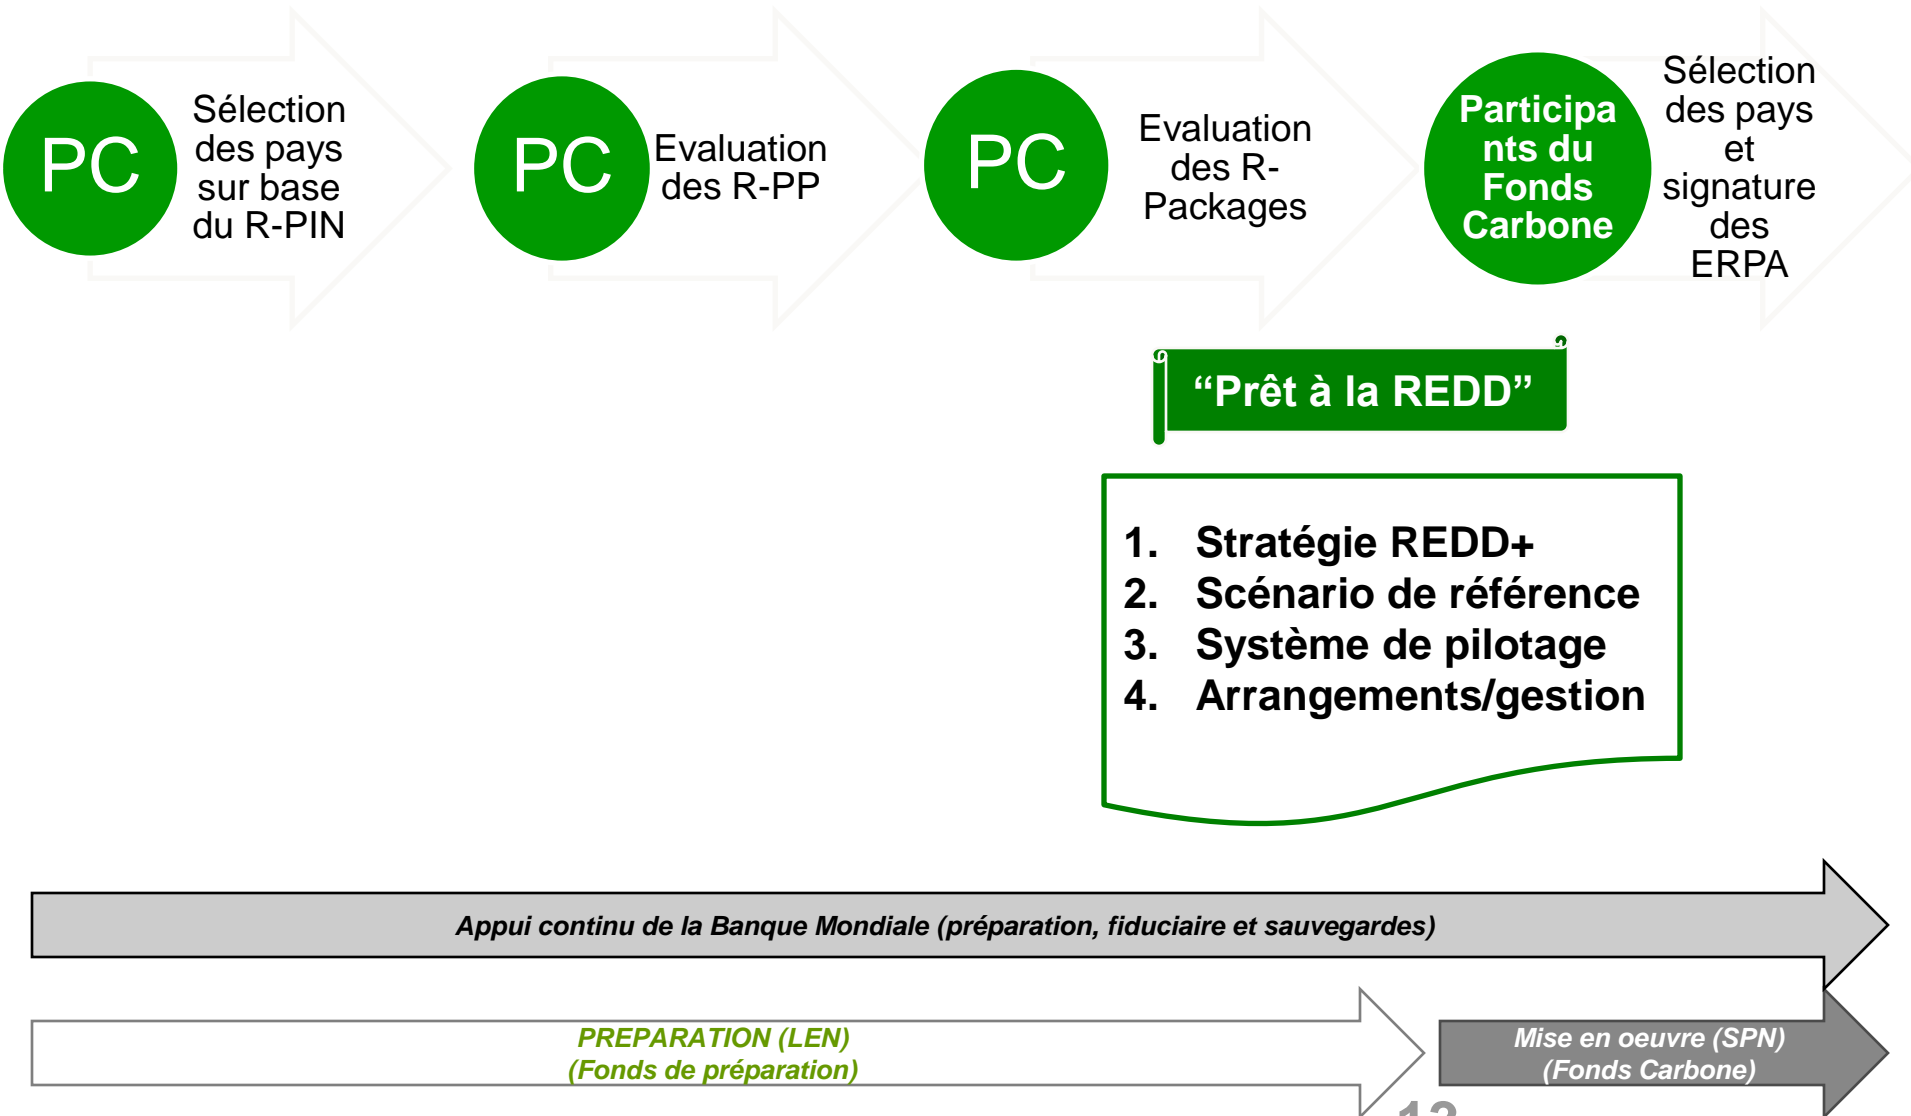 PC
Sélection
des pays
sur base
du R-PIN
PC
Evaluation
des R-PP
PC
Evaluation
des R-
Packages
Participa
nts du
Fonds
Carbone
Sélection
des pays
et
signature
des
ERPA
“Prêt à la REDD”
1. Stratégie REDD+
2. Scénario de référence
3. Système de pilotage
4. Arrangements/gestion
Appui continu de la Banque Mondiale (préparation, fiduciaire et sauvegardes)
PREPARATION (LEN)
(Fonds de préparation)
Mise en oeuvre (SPN)
(Fonds Carbone)